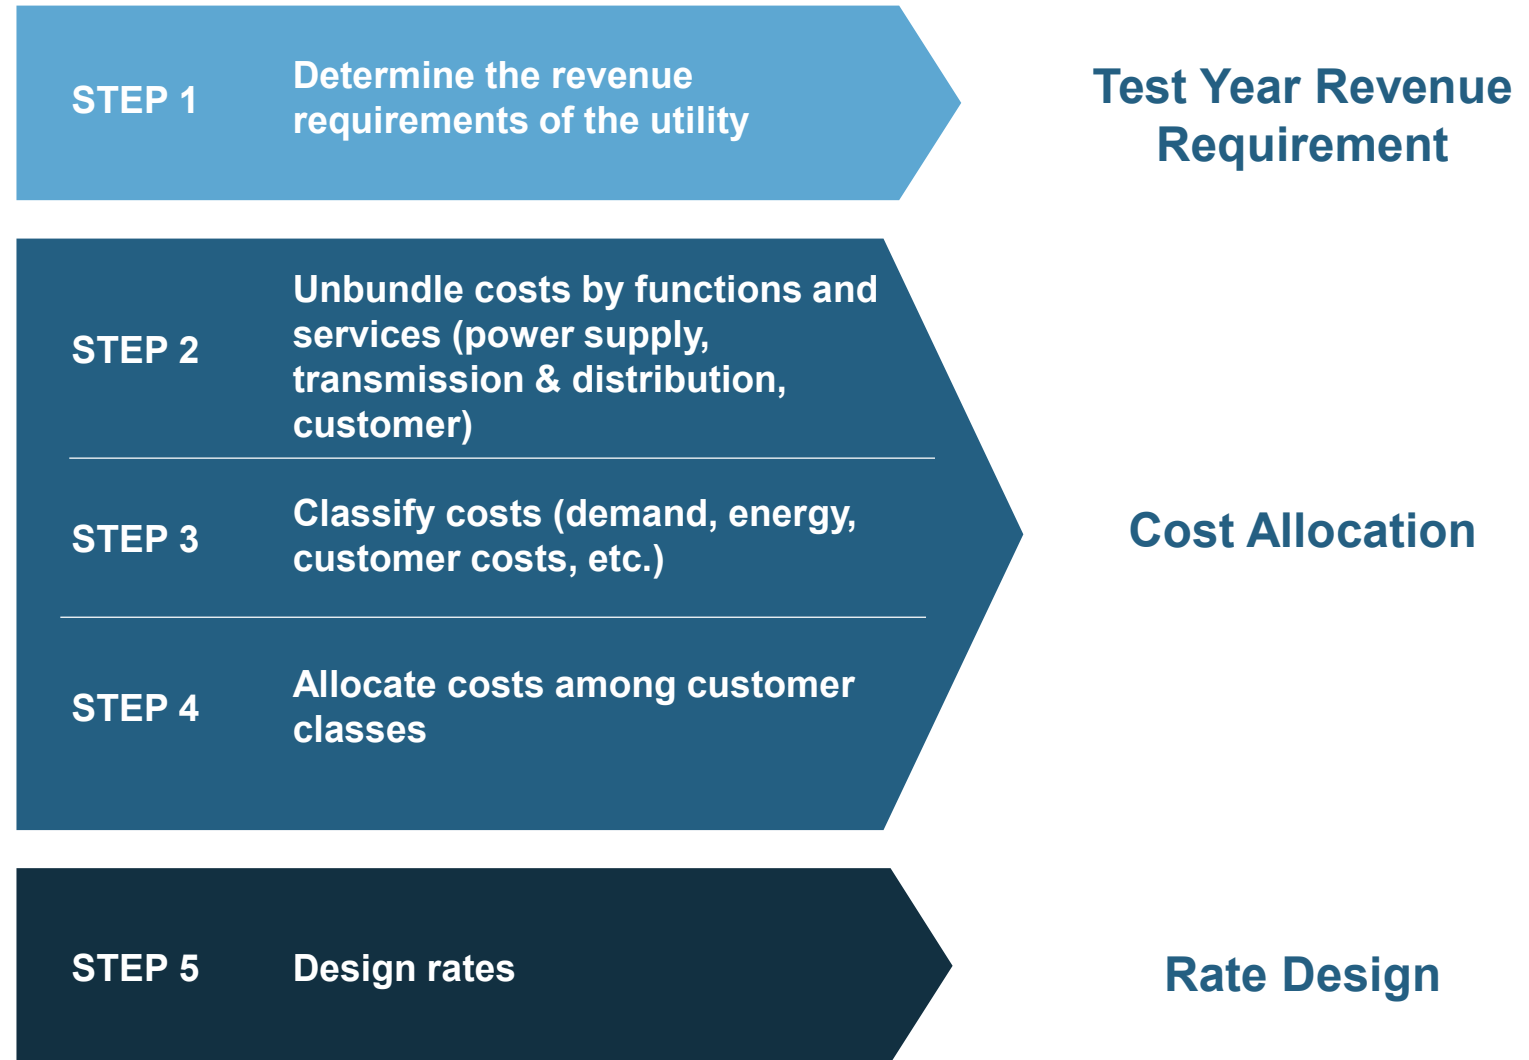 STEP 1
Determine the revenue
requirements of the utility
Test Year Revenue
Requirement
STEP 2
Unbundle costs by functions and
services (power supply,
transmission & distribution,
customer)
STEP 3
Classify costs (demand, energy,
customer costs, etc.)
Cost Allocation
STEP 4
Allocate costs among customer
classes
STEP 5
Design rates
Rate Design